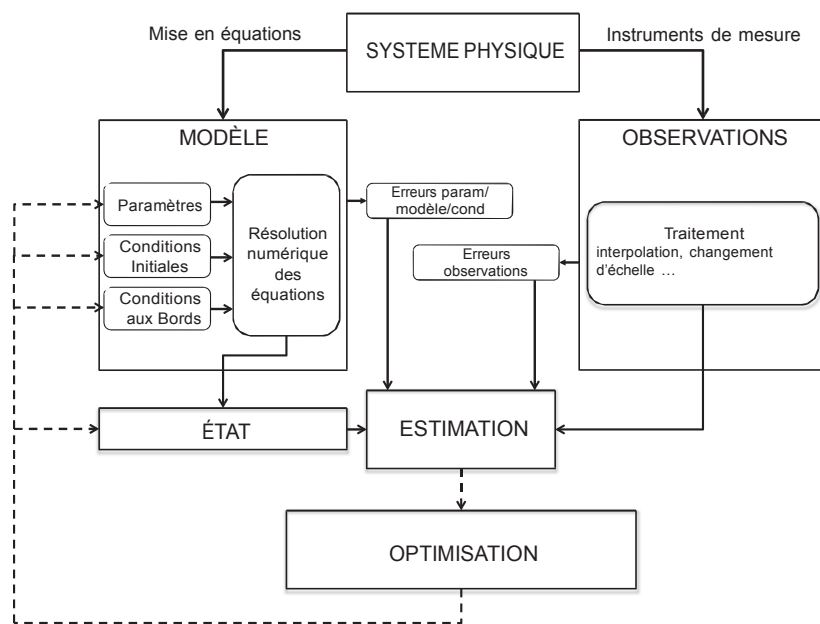 Mise en équations
SYSTEME PHYSIQUE
Instruments de mesure
MODÈLE
Paramètres
Conditions
Initiales
Conditions
aux Bords
Résolution
numérique
des
équations
Erreurs param/
modèle/cond
Erreurs
observations
OBSERVATIONS
Traitement
interpolation, changement
d'échelle ...
ÉTAT
ESTIMATION
OPTIMISATION